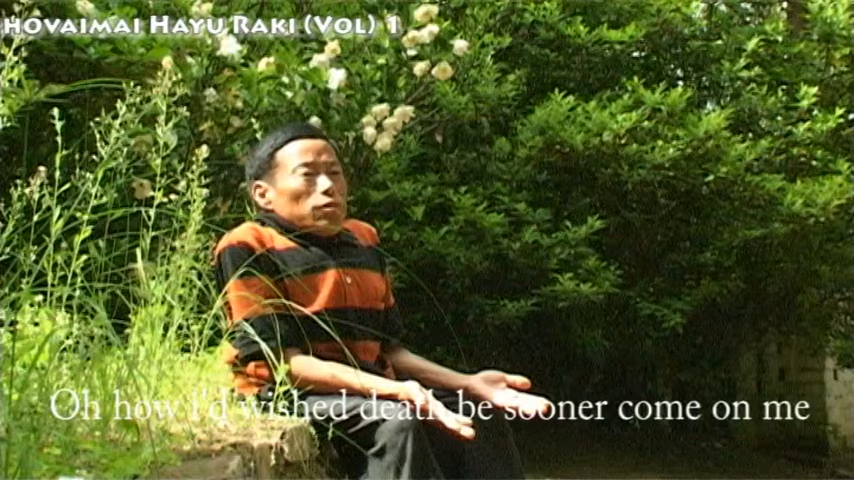 hovaimai Hayu Raki (Vol) 1
Oh how i'd wished death be sooner come on me